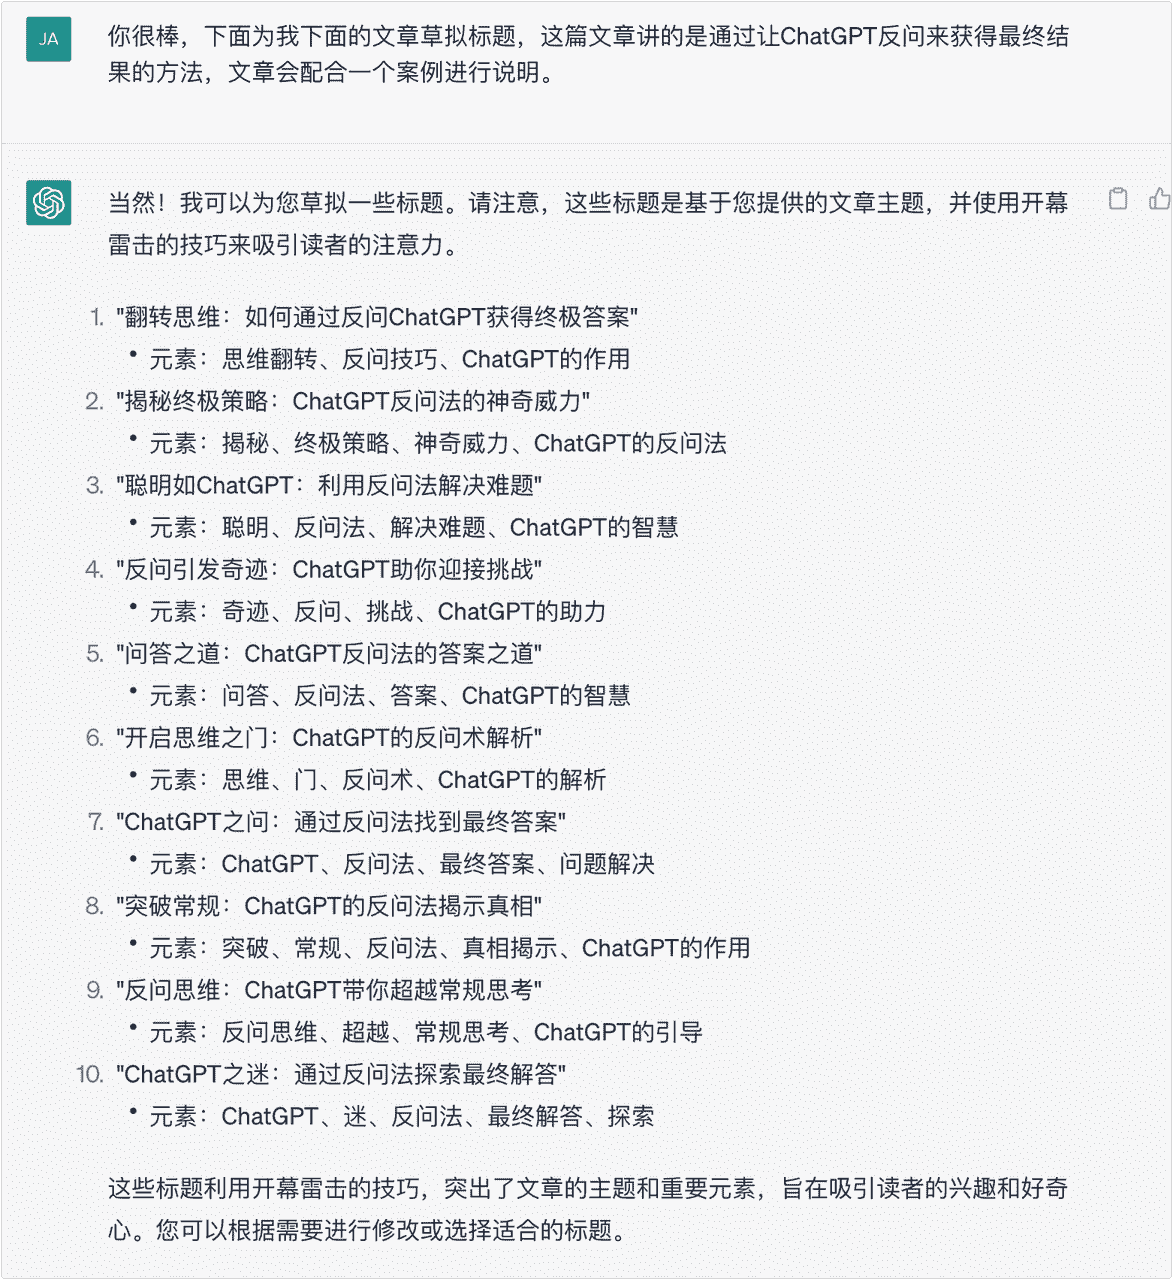 JA
你很棒，下面为我下面的文章草拟标题，这篇文章讲的是通过让ChatGPT反问来获得最终结
果的方法，文章会配合一个案例进行说明。
当然！我可以为您草拟一些标题。请注意，这些标题是基于您提供的文章主题，并使用开幕
雷击的技巧来吸引读者的注意力。
1. "翻转思维：如何通过反问ChatGPT获得终极答案"
• 元素：思维翻转、反问技巧、ChatGPT的作用
2. "揭秘终极策略：ChatGPT反问法的神奇威力"
• 元素：揭秘、终极策略、神奇威力、ChatGPT的反问法
3. "聪明如ChatGPT：利用反问法解决难题"
• 元素：聪明、反问法、解决难题、ChatGPT的智慧
4. "反问引发奇迹：ChatGPT助你迎接挑战"
• 元素：奇迹、反问、挑战、ChatGPT的助力
5. "问答之道：ChatGPT反问法的答案之道"
• 元素：问答、反问法、答案、ChatGPT的智慧
6. "开启思维之门：ChatGPT的反问术解析"
• 元素：思维、门、反问术、ChatGPT的解析
7. "ChatGPT之问：通过反问法找到最终答案"
• 元素：ChatGPT、反问法、最终答案、问题解决
8. "突破常规：ChatGPT的反问法揭示真相"
• 元素：突破、常规、反问法、真相揭示、ChatGPT的作用
9. "反问思维：ChatGPT带你超越常规思考"
• 元素：反问思维、超越、常规思考、ChatGPT的引导
10. "ChatGPT之迷：通过反问法探索最终解答"
• 元素：ChatGPT、迷、反问法、最终解答、探索
这些标题利用开幕雷击的技巧，突出了文章的主题和重要元素，旨在吸引读者的兴趣和好奇
心。您可以根据需要进行修改或选择适合的标题。